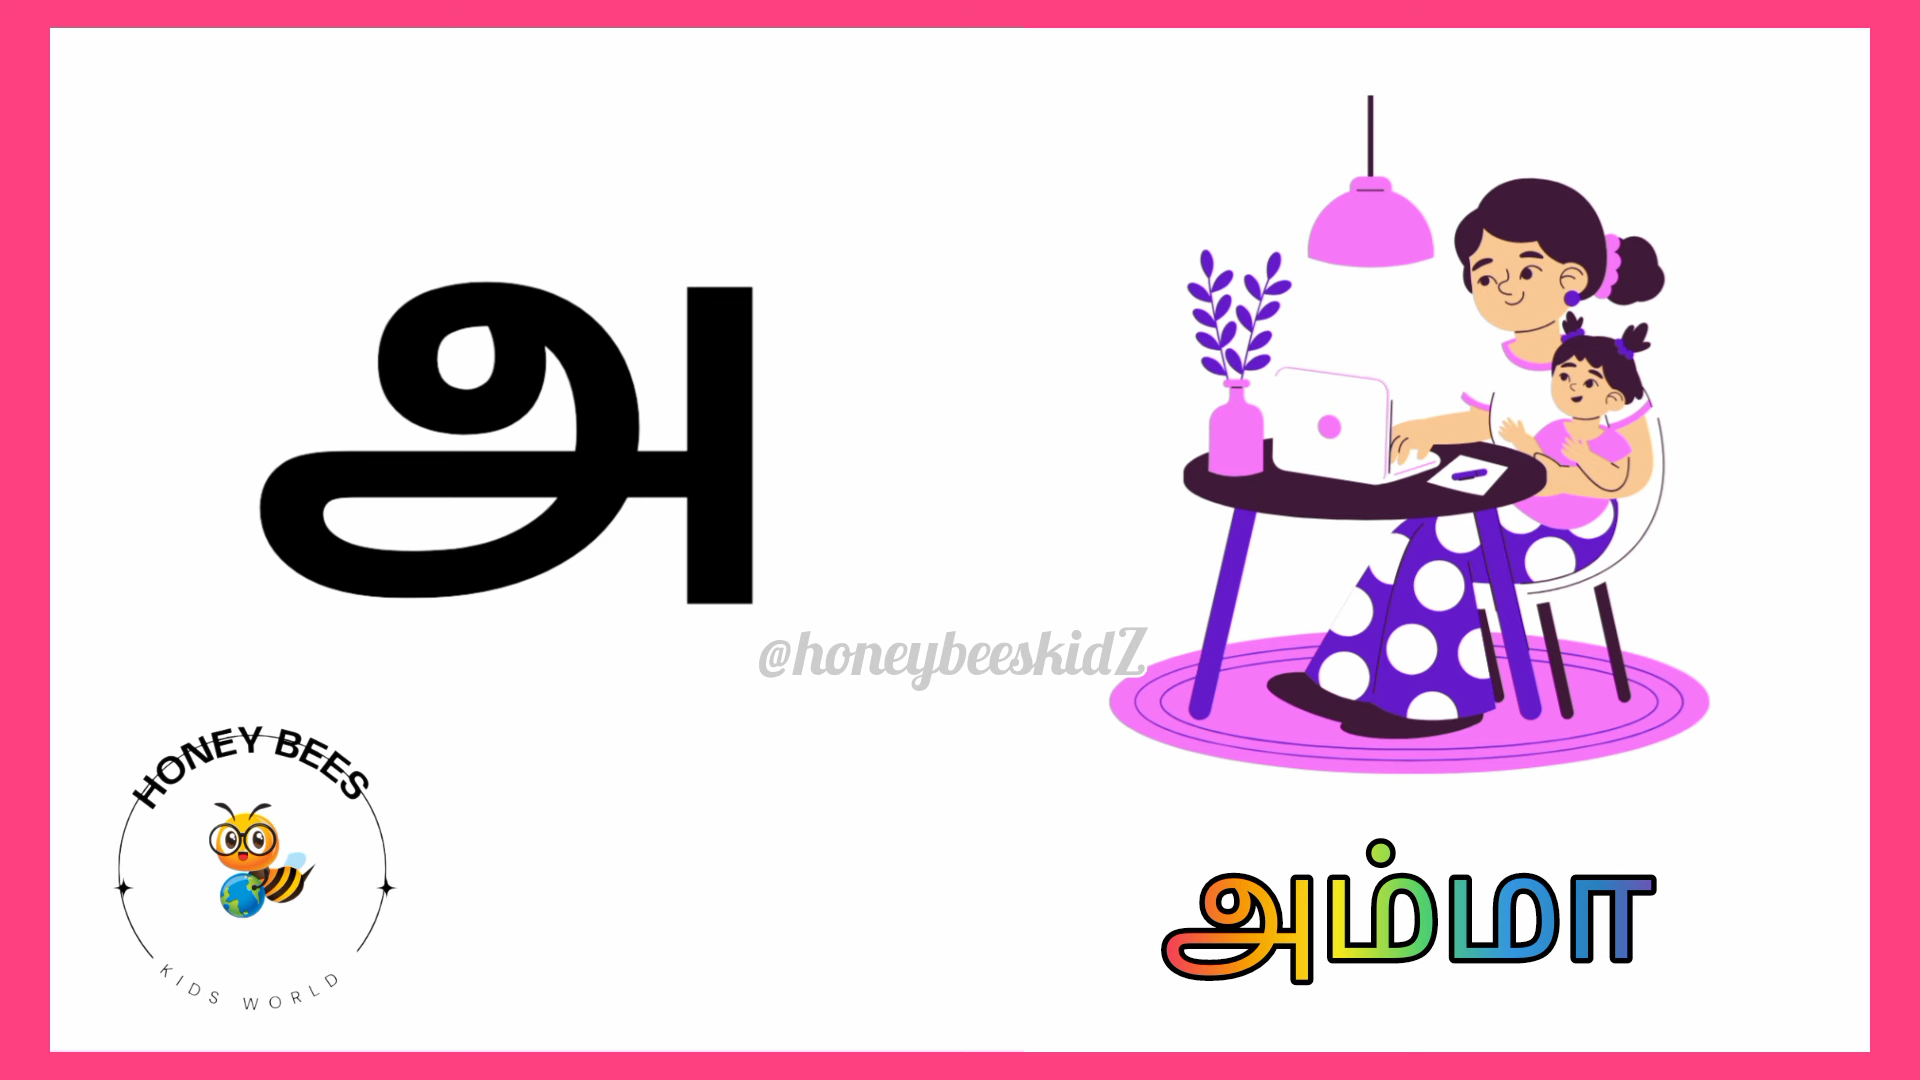 அ
@honeybeeskidZ
HONEY BEES
KIDS WORLD
அம்மா